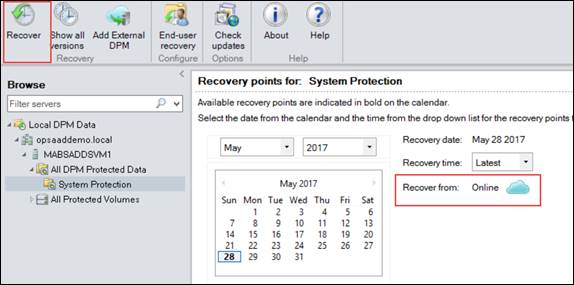 Recover
Show all versions
Add External DPM
End-user recovery
Check updates
About
Help
Recovery
Configure
Options
Help
Browse
Filter servers
Local DPM Data
opsaaddemo.local
MABSADDSVM1
All DPM Protected Data
System Protection
All Protected Volumes
Recovery points for: System Protection
Available recovery points are indicated in bold on the calendar.
Select the date from the calendar and the time from the drop down list for the recovery points
May
2017
Recovery date: May 28 2017
Recovery time: Latest
Recover from: Online
May 2017
Sun Mon Tue Wed Thu Fri Sat
1 2 3 4 5 6
7 8 9 10 11 12 13
14 15 16 17 18 19 20
21 22 23 24 25 26 27
28 29 30 31